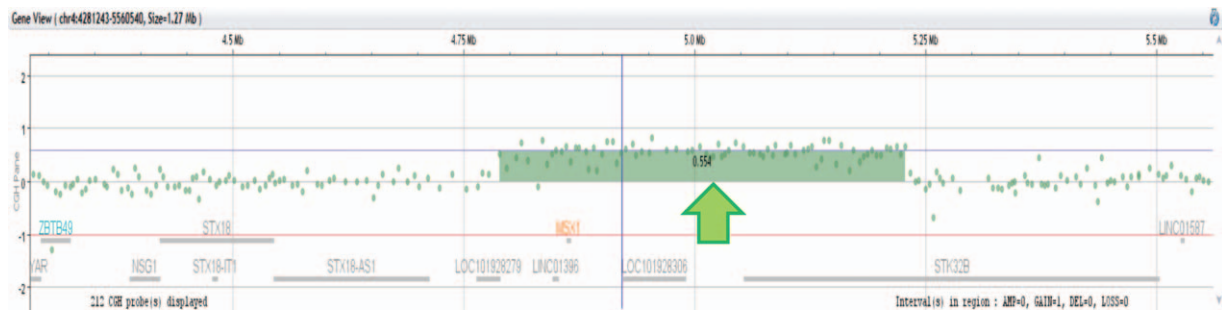 Gene View ( chr4:4281243-5560540, Size=1.27 Mb )
4.5 Mb 4.75 Mb 5.0 Mb 5.25 Mb 5.5 Mb
2
1
0.554
0
CGH Pane
ZBTB49 STX18 MSX1 LINC01587
-1
YAR NSG1 STX18-IT1 STX18-AS1 LOC101928279 LINC01396 LOC101928306 STK32B
-2
212 CGH probe(s) displayed
Interval(s) in region : AMP=0, GAIN=1, DEL=0, LOSS=0